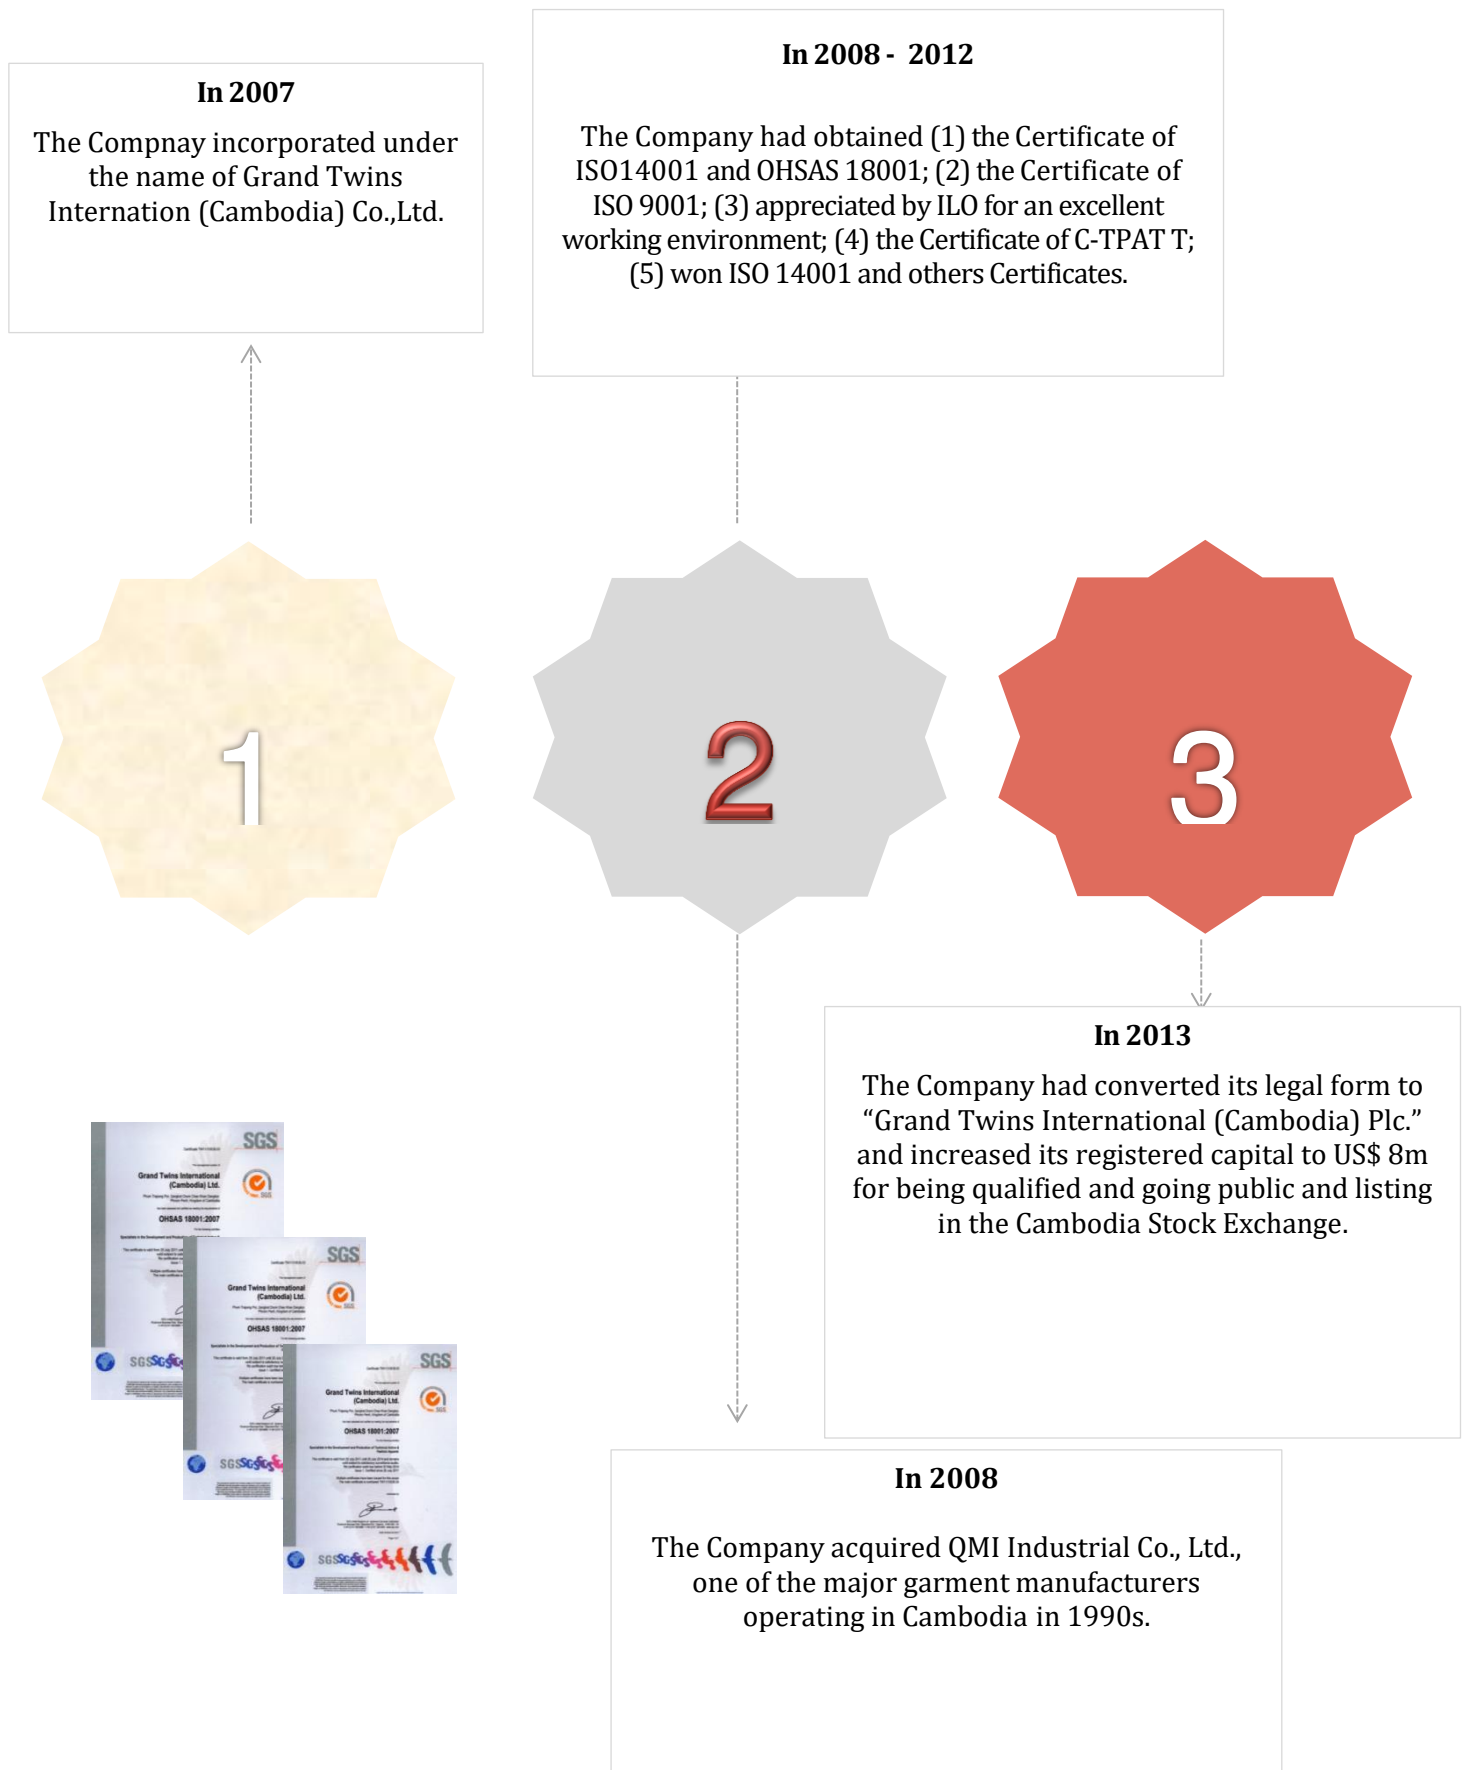 In 2007
The Compnay incorporated under
the name of Grand Twins
Internation (Cambodia) Co.,Ltd.
In 2008 - 2012
The Company had obtained (1) the Certificate of
ISO14001 and OHSAS 18001; (2) the Certificate of
ISO 9001; (3) appreciated by ILO for an excellent
working environment; (4) the Certificate of C-TPAT T;
(5) won ISO 14001 and others Certificates.
1
2
3
In 2013
The Company had converted its legal form to
“Grand Twins International (Cambodia) Plc.”
and increased its registered capital to US$ 8m
for being qualified and going public and listing
in the Cambodia Stock Exchange.
SGS
Grand Twins International
(Cambodia) Ltd.
SGS
OHSAS 18001:2007
SGSSGSSGS
SGS
Grand Twins International
(Cambodia) Ltd.
SGS
OHSAS 18001:2007
SGSSGSSGS
SGS
Grand Twins International
(Cambodia) Ltd.
SGS
OHSAS 18001:2007
SGSSGSSGS
In 2008
The Company acquired QMI Industrial Co., Ltd.,
one of the major garment manufacturers
operating in Cambodia in 1990s.